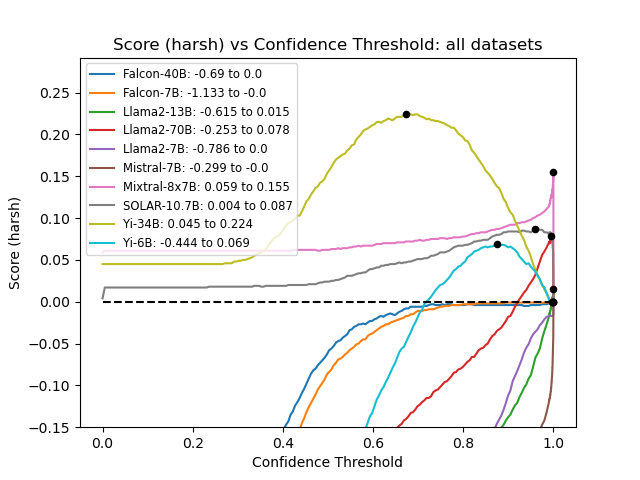 Score (harsh) vs Confidence Threshold: all datasets
Score (harsh)
0.25
0.20
0.15
0.10
0.05
0.00
−0.05
−0.10
−0.15
Falcon-40B: -0.69 to 0.0
Falcon-7B: -1.133 to -0.0
Llama2-13B: -0.615 to 0.015
Llama2-70B: -0.253 to 0.078
Llama2-7B: -0.786 to 0.0
Mistral-7B: -0.299 to -0.0
Mixtral-8x7B: 0.059 to 0.155
SOLAR-10.7B: 0.004 to 0.087
Yi-34B: 0.045 to 0.224
Yi-6B: -0.444 to 0.069
0.0 0.2 0.4 0.6 0.8 1.0
Confidence Threshold